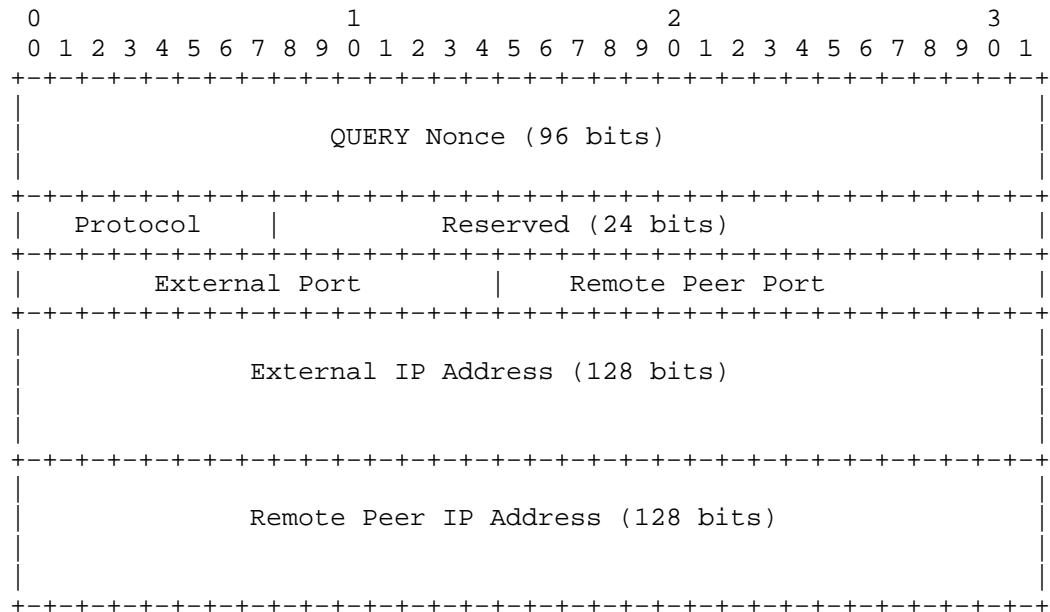 0                   1                   2                   3
 0 1 2 3 4 5 6 7 8 9 0 1 2 3 4 5 6 7 8 9 0 1 2 3 4 5 6 7 8 9 0 1
+-+-+-+-+-+-+-+-+-+-+-+-+-+-+-+-+-+-+-+-+-+-+-+-+-+-+-+-+-+-+-+-+
|                                                               |
|                   QUERY Nonce (96 bits)                       |
|                                                               |
+-+-+-+-+-+-+-+-+-+-+-+-+-+-+-+-+-+-+-+-+-+-+-+-+-+-+-+-+-+-+-+-+
|   Protocol    |          Reserved (24 bits)                   |
+-+-+-+-+-+-+-+-+-+-+-+-+-+-+-+-+-+-+-+-+-+-+-+-+-+-+-+-+-+-+-+-+
|        External Port        |    Remote Peer Port             |
+-+-+-+-+-+-+-+-+-+-+-+-+-+-+-+-+-+-+-+-+-+-+-+-+-+-+-+-+-+-+-+-+
|                                                               |
|              External IP Address (128 bits)                   |
|                                                               |
|                                                               |
+-+-+-+-+-+-+-+-+-+-+-+-+-+-+-+-+-+-+-+-+-+-+-+-+-+-+-+-+-+-+-+-+
|                                                               |
|              Remote Peer IP Address (128 bits)                |
|                                                               |
|                                                               |
+-+-+-+-+-+-+-+-+-+-+-+-+-+-+-+-+-+-+-+-+-+-+-+-+-+-+-+-+-+-+-+-+